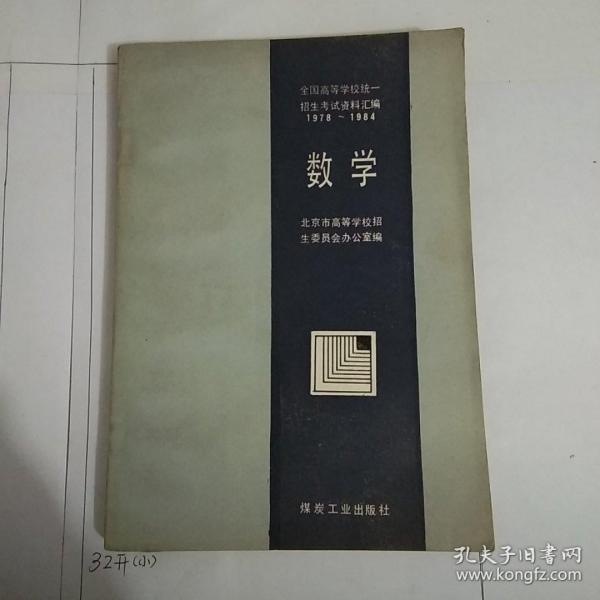 全国高等学校统一
招生考试资料汇编
1978～1984
数学
北京市高等学校招
生委员会办公室编
煤炭工业出版社
32开(小)
孔夫子旧书网
www.kongfz.com